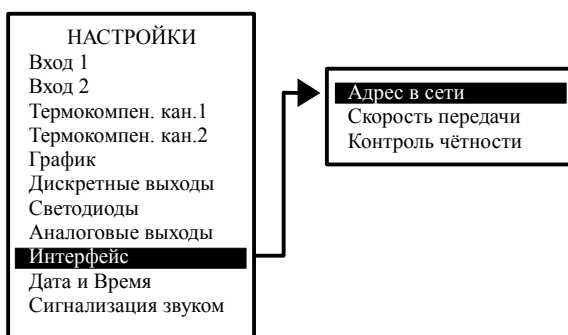 НАСТРОЙКИ
Вход 1
Вход 2
Термокомпен. кан.1
Термокомпен. кан.2
График
Дискретные выходы
Светодиоды
Аналоговые выходы
Интерфейс
Дата и Время
Сигнализация звуком
Адрес в сети
Скорость передачи
Контроль чётности